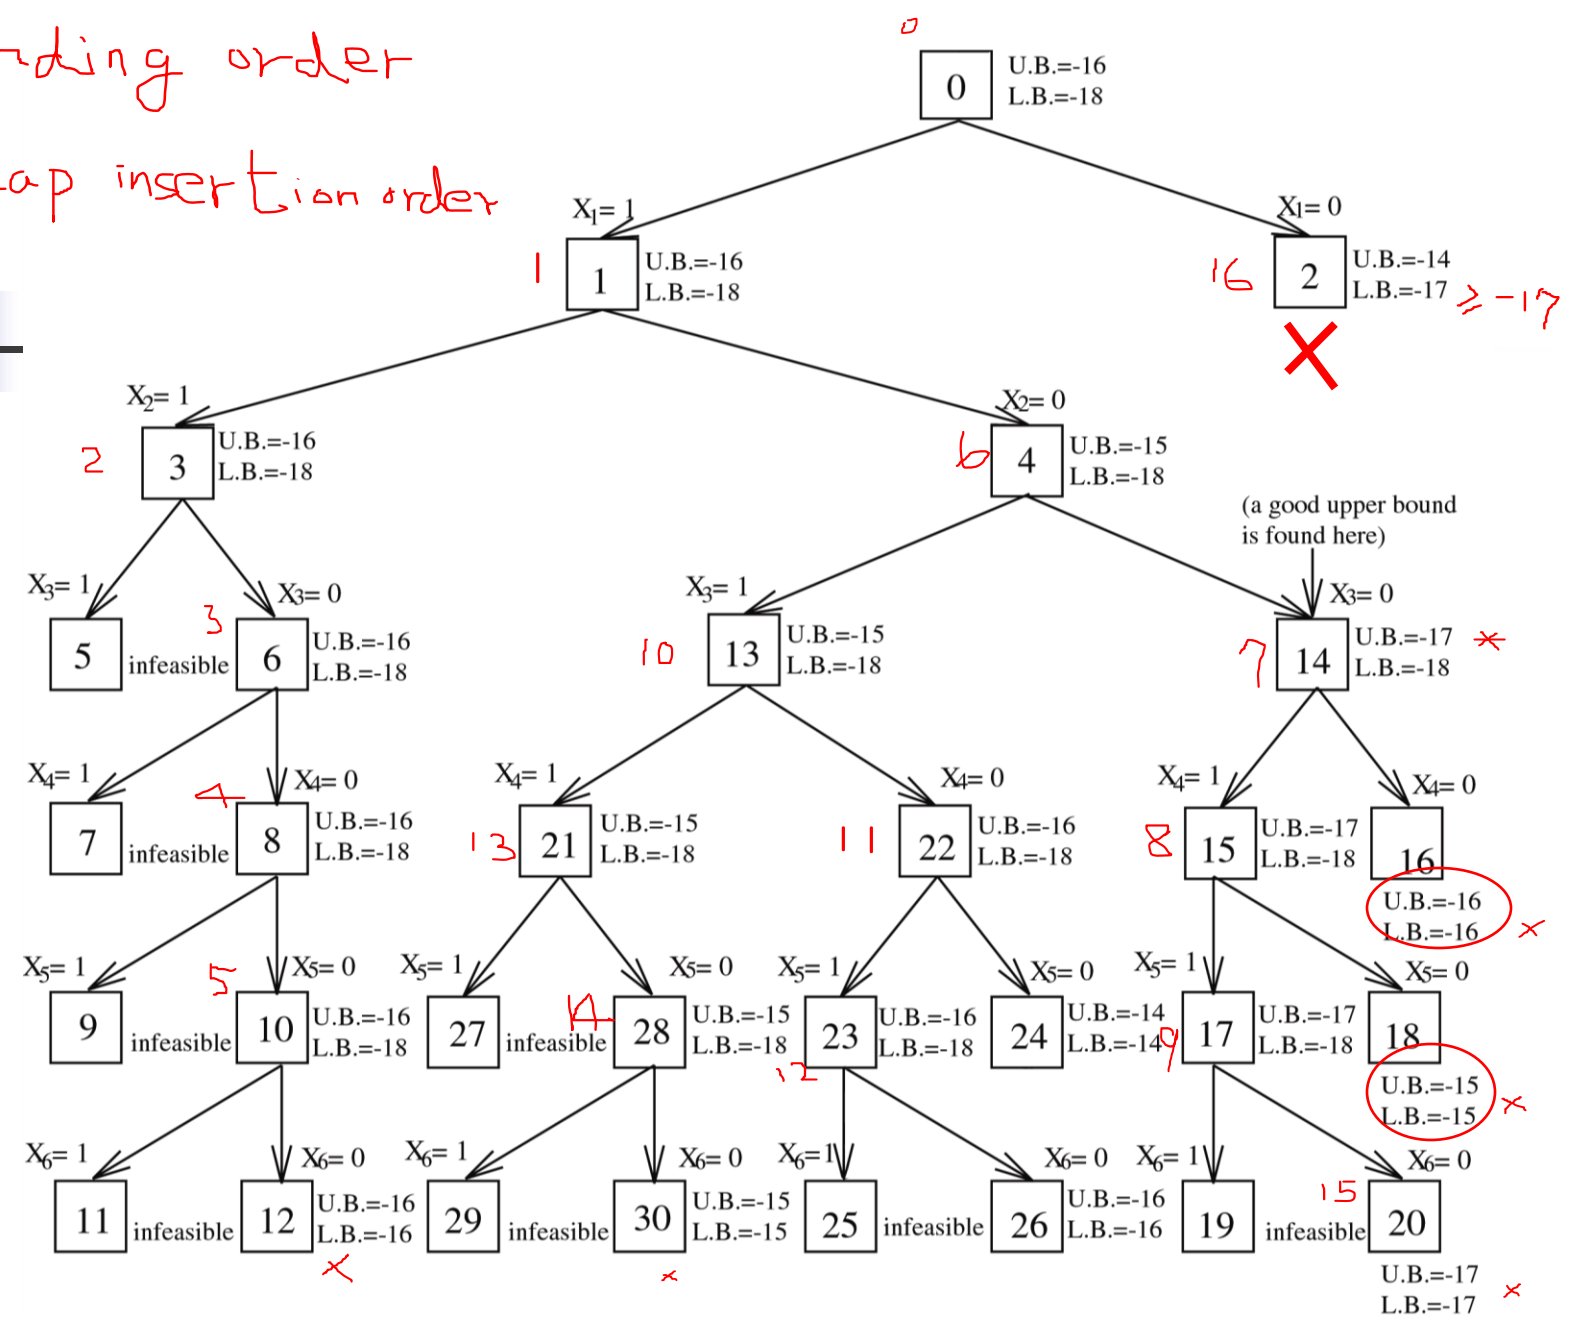 0
order
0 U.B.=-16
L.B.=-18
insertion order
X1= 1 X1= 0
1 1 U.B.=-16
L.B.=-18
16 2 U.B.=-14
L.B.=-17 ≥ -17
X
X2= 1 X2= 0
2 3 U.B.=-16
L.B.=-18
6 4 U.B.=-15
L.B.=-18
(a good upper bound
is found here)
X3= 1 X3= 0 X3= 1 X3= 0
5 infeasible
3 6 U.B.=-16
L.B.=-18
10 13 U.B.=-15
L.B.=-18
7 14 U.B.=-17 *
L.B.=-18
X4= 1 X4= 0 X4= 1 X4= 0 X4= 1 X4= 0
7 infeasible
4 8 U.B.=-16
L.B.=-18
13 21 U.B.=-15
L.B.=-18
11 22 U.B.=-16
L.B.=-18
8 15 U.B.=-17
L.B.=-18
16
U.B.=-16
L.B.=-16 x
X5= 1 X5= 0 X5= 1 X5= 0 X5= 1 X5= 0 X5= 1 X5= 0
9 infeasible
5 10 U.B.=-16
L.B.=-18
27 infeasible
14 28 U.B.=-15
L.B.=-18
12 23 U.B.=-16
L.B.=-18
24 U.B.=-14
L.B.=-14
9 17 U.B.=-17
L.B.=-18
18
U.B.=-15
L.B.=-15 x
X6= 1 X6= 0 X6= 1 X6= 0 X6= 1 X6= 0 X6= 1 X6= 0
11 infeasible
12 U.B.=-16
L.B.=-16
x
29 infeasible
30 U.B.=-15
L.B.=-15
x
25 infeasible
26 U.B.=-16
L.B.=-16
19 infeasible
15 20
U.B.=-17
L.B.=-17 x